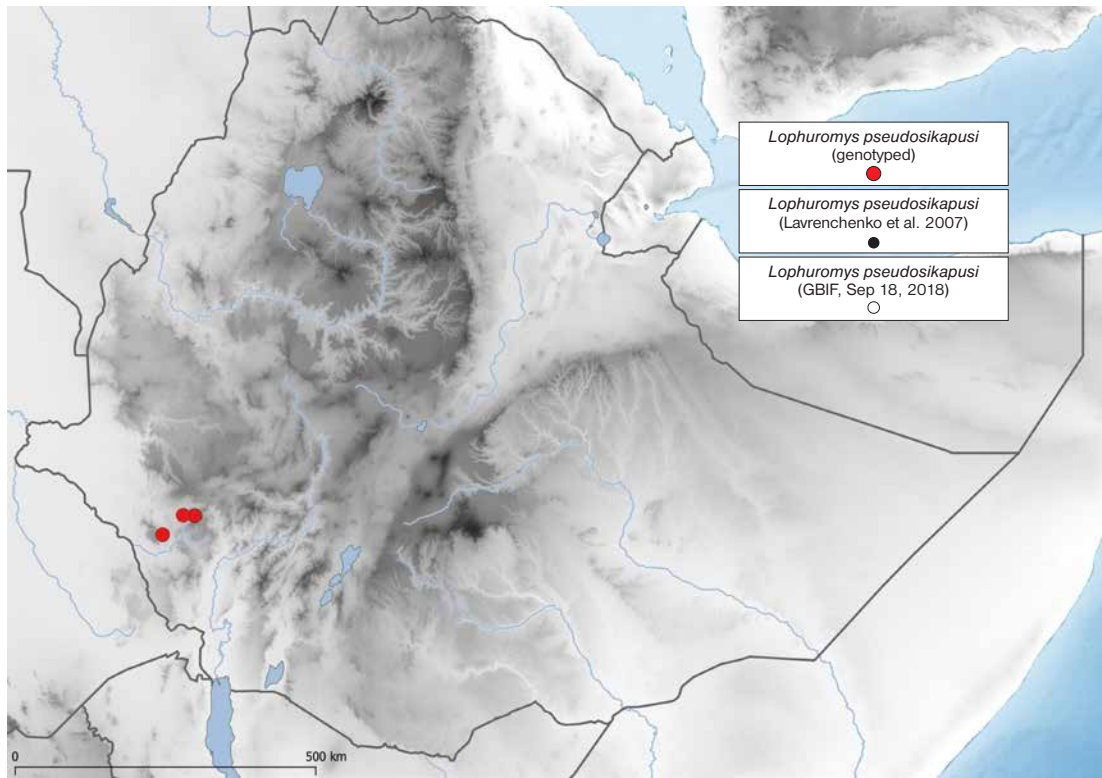 Lophuromys pseudosikapusi
(genotyped)
Lophuromys pseudosikapusi
(Lavrenchenko et al. 2007)
Lophuromys pseudosikapusi
(GBIF, Sep 18, 2018)
0
500 km